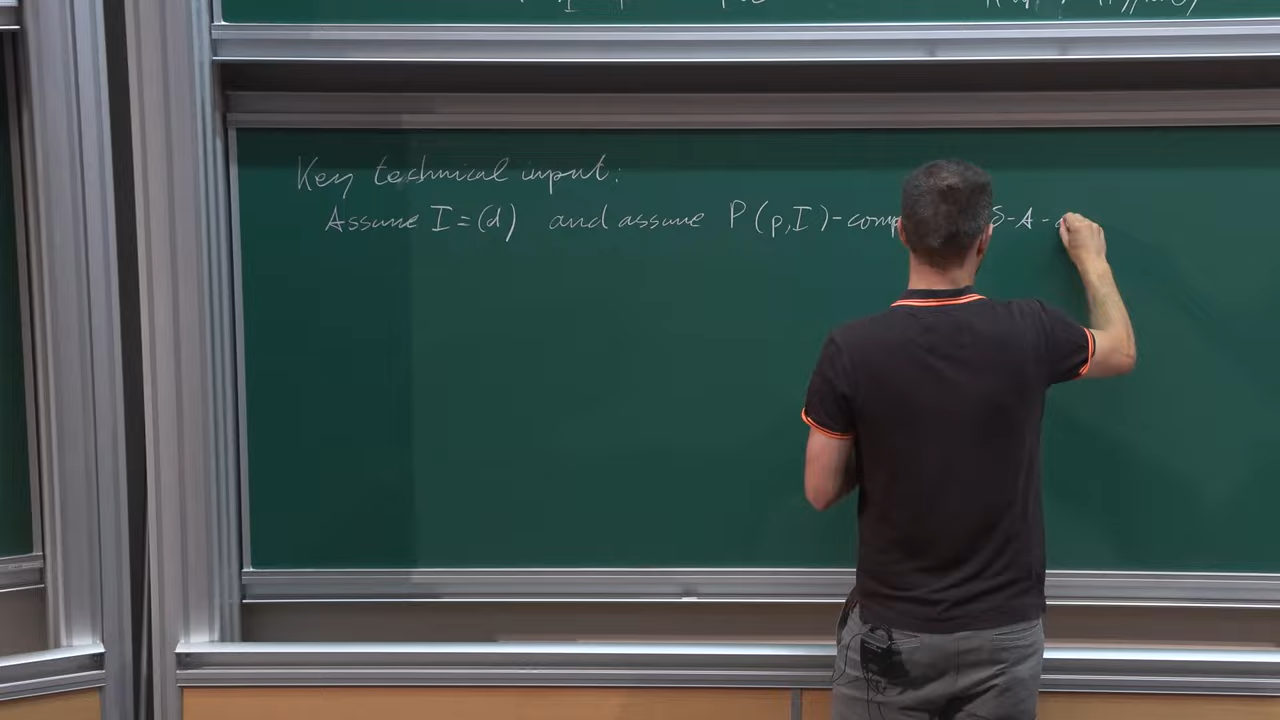 Key technical input:
Assume I=(d) and assume P (p,I)-comp δ-A-